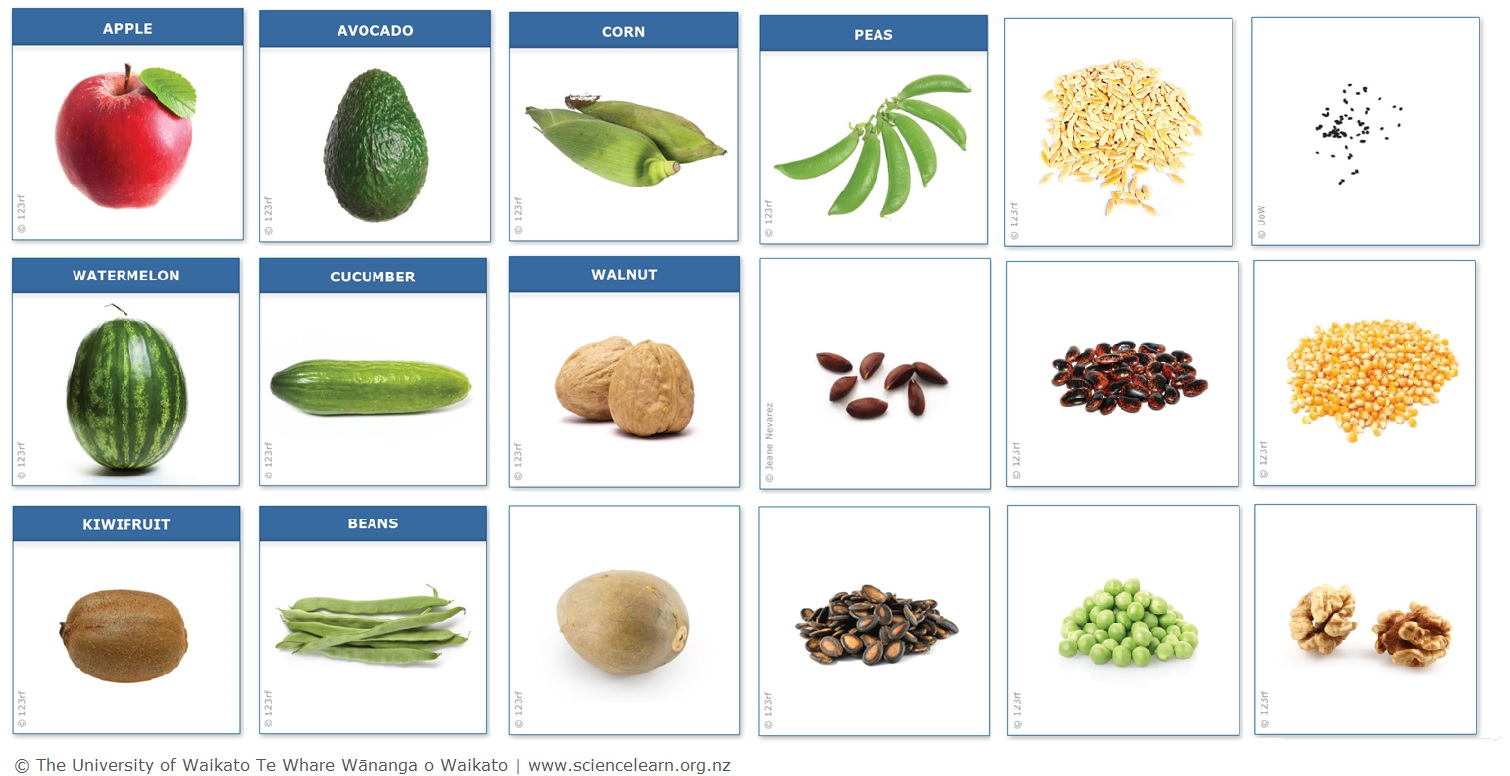 APPLE
AVOCADO
CORN
PEAS
© 123rf
© 123rf
© 123rf
© 123rf
© 123rf
© UoW
WATERMELON
CUCUMBER
WALNUT
© 123rf
© 123rf
© 123rf
© Jeane Nevarez
© 123rf
© 123rf
KIWIFRUIT
BEANS
© 123rf
© 123rf
© 123rf
© 123rf
© 123rf
© 123rf
© The University of Waikato Te Whare Wānanga o Waikato | www.sciencelearn.org.nz